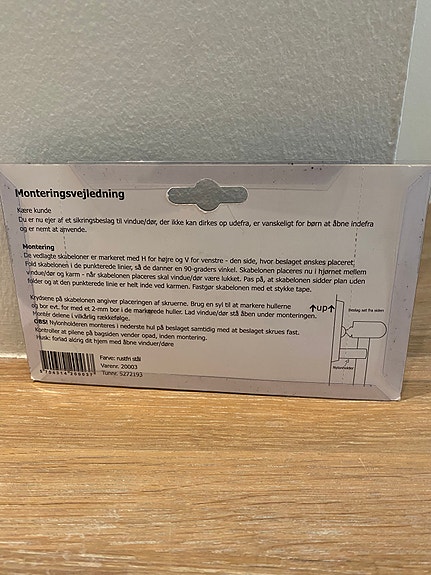 Monteringsvejledning
Kære kunde
Du er nu ejer af et sikringsbeslag til vindue/dør, der ikke kan dirkes op udefra, er vanskeligt for børn at åbne indefra
og er nemt at anvende.
Montering
De vedlagte skabeloner er markeret med H for højre og V for venstre - den side, hvor beslaget ønskes placeret.
Fold skabelonen i de punkterede linier, så de danner en 90-graders vinkel. Skabelonen placeres nu i hjørnet mellem
vindue/dør og karm - når skabelonen placeres skal vindue/dør være lukket. Pas på, at skabelonen sidder plan uden
folder og at den punkterede linie er helt inde ved karmen. Fastgør skabelonen med et stykke tape.
Krydsene på skabelonen angiver placeringen af skruerne. Brug en syl til at markere hullerne
og bor evt. for med et 2-mm bor i de markerede huller. Lad vindue/dør stå åben under monteringen.
Montér delene i vilkårlig rækkefølge.
OBS! Nylonholderen monteres i nederste hul på beslaget samtidig med at beslaget skrues fast.
Kontroller at pilene på bagsiden vender opad, inden montering.
Husk: forlad aldrig dit hjem med åbne vinduer/døre
Farve: rustfri stål
Varenr. 20003
Tunnr. 5272193
↑up↑
Beslag set fra siden
Nylonholder